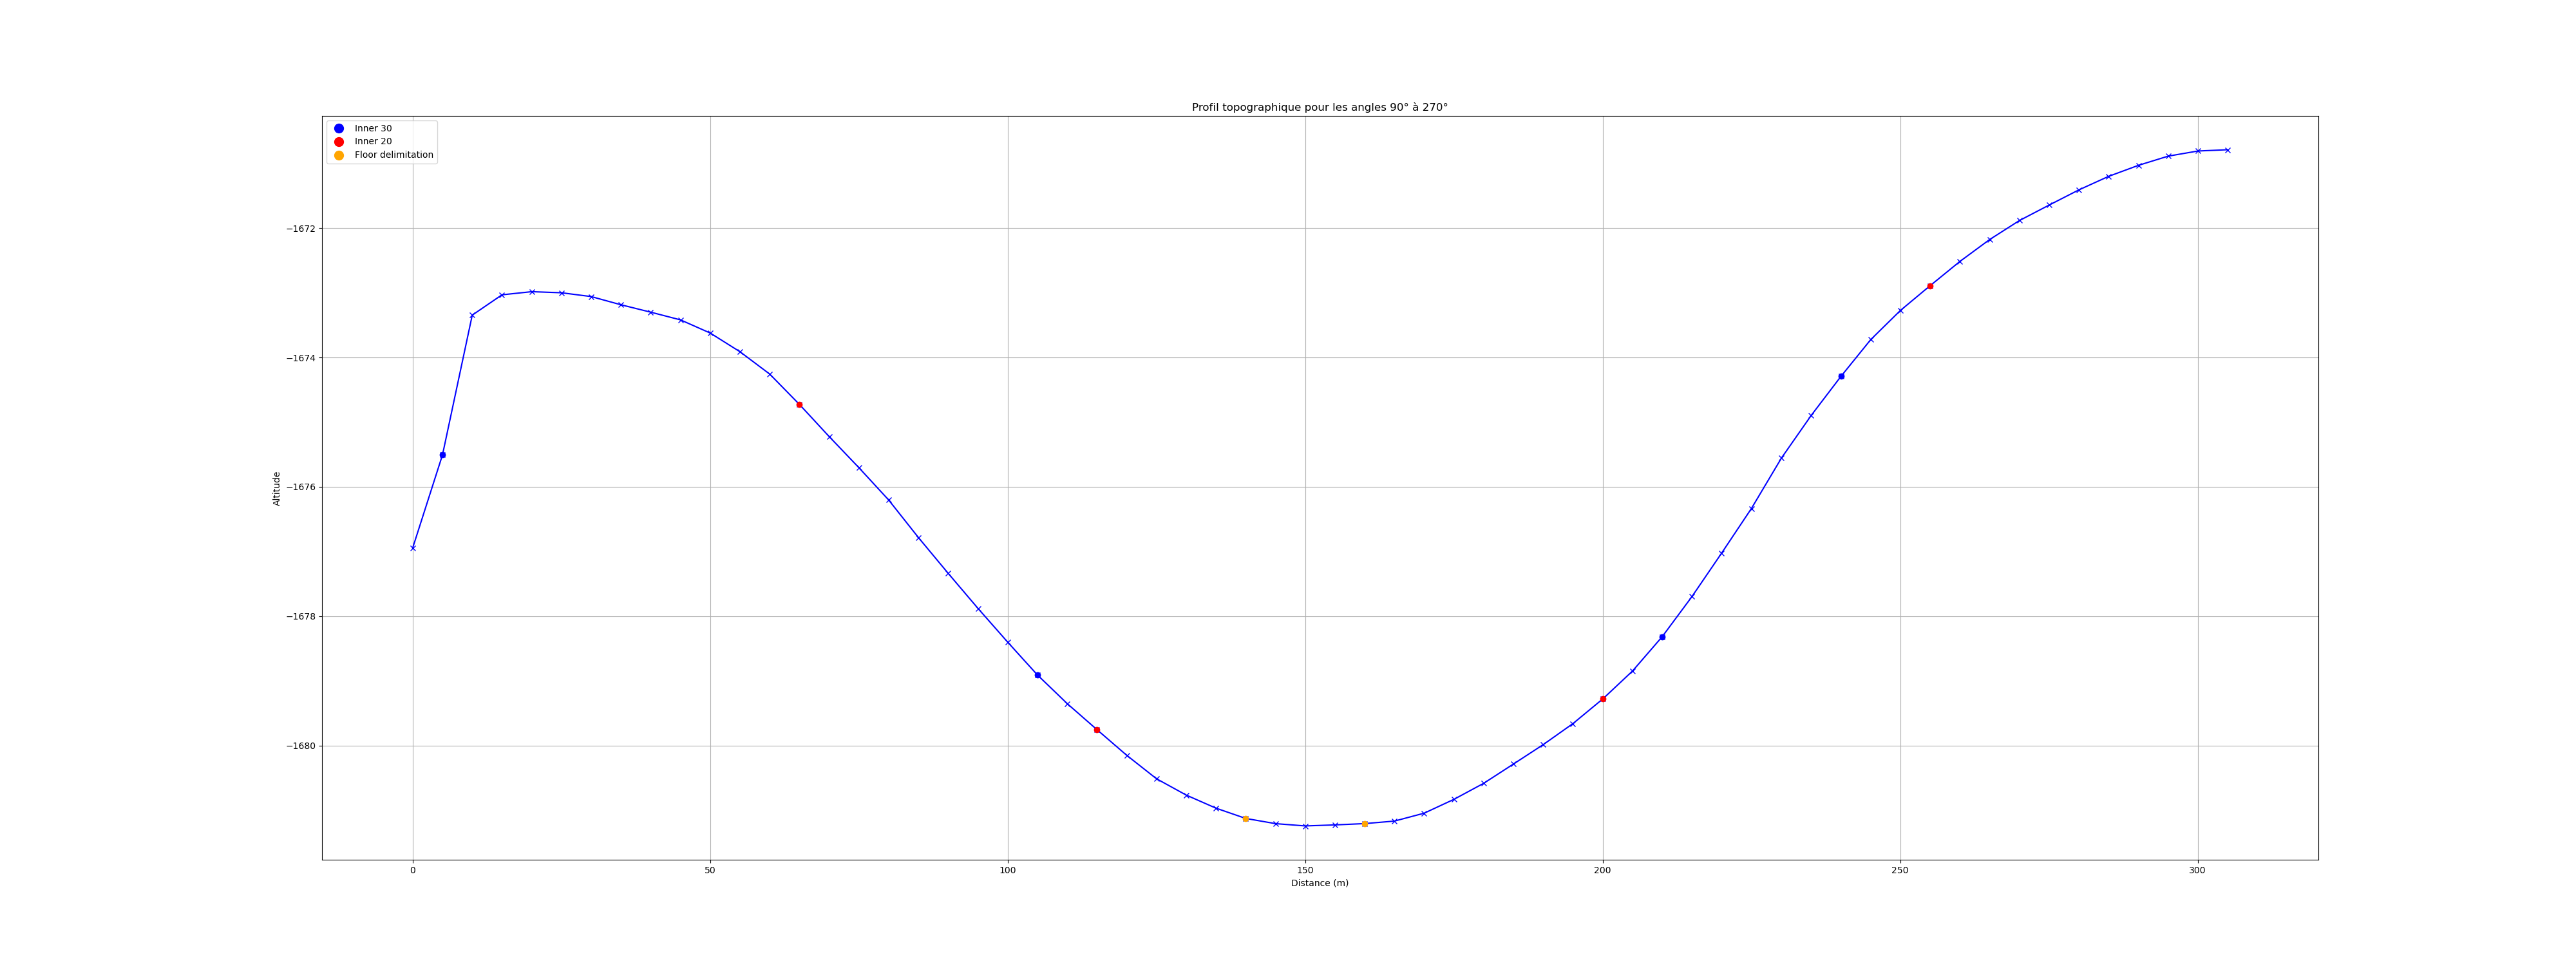 Profil topographique pour les angles 90° à 270°
Inner 30
Inner 20
Floor delimitation
−1672
−1674
−1676
−1678
−1680
Altitude
0 50 100 150 200 250 300
Distance (m)